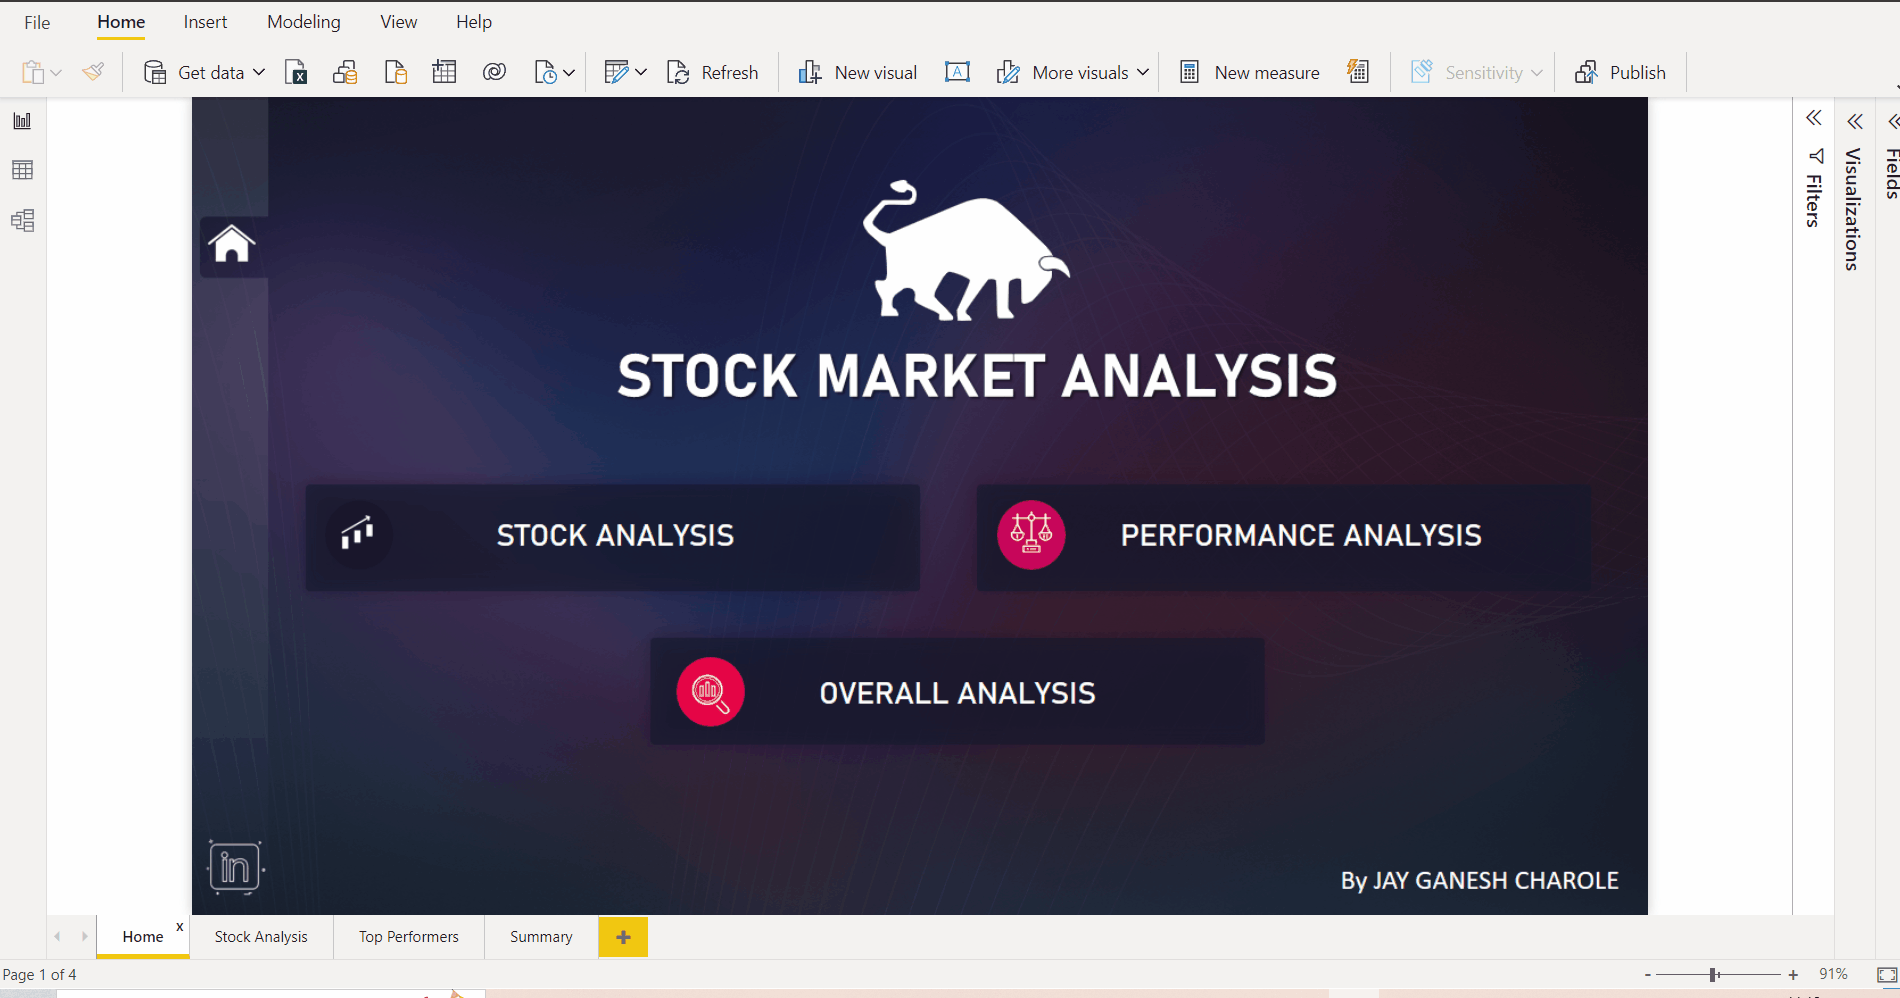 File Home Insert Modeling View Help
Get data Refresh New visual More visuals New measure Sensitivity Publish
Filters
Visualizations
Fields
STOCK MARKET ANALYSIS
STOCK ANALYSIS
PERFORMANCE ANALYSIS
OVERALL ANALYSIS
in
By JAY GANESH CHAROLE
Home x Stock Analysis Top Performers Summary +
Page 1 of 4
- + 91%